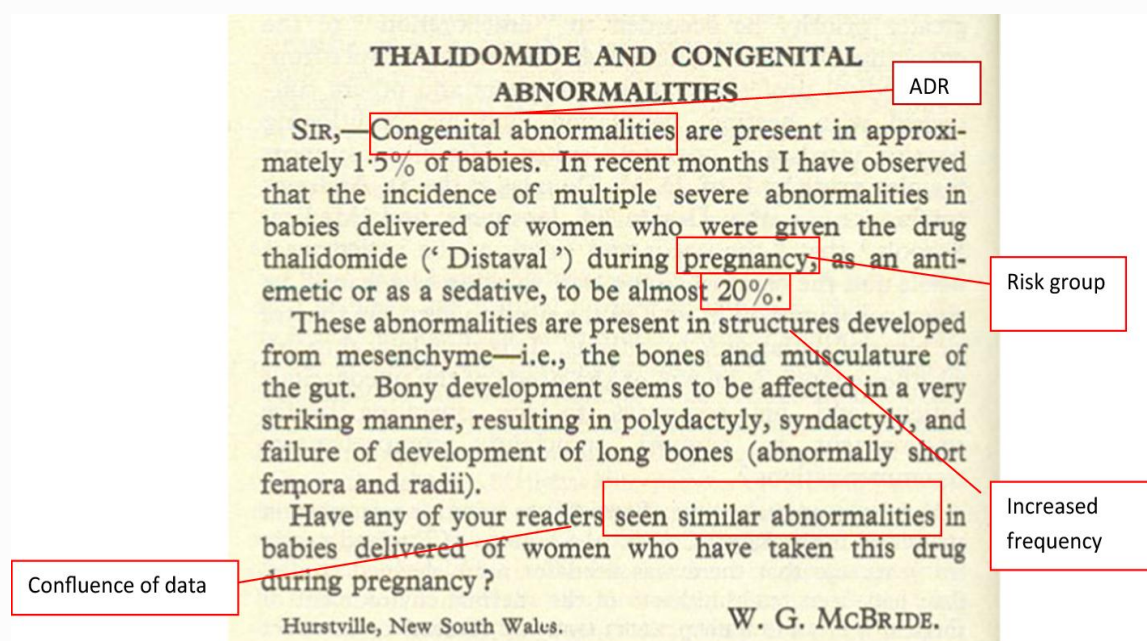 THALIDOMIDE AND CONGENITAL
ABNORMALITIES
ADR
SIR,—Congenital abnormalities are present in approxi-
mately 1·5% of babies. In recent months I have observed
that the incidence of multiple severe abnormalities in
babies delivered of women who were given the drug
thalidomide (‘ Distaval ’) during pregnancy, as an anti-
emetic or as a sedative, to be almost 20%.
Risk group
These abnormalities are present in structures developed
from mesenchyme—i.e., the bones and musculature of
the gut. Bony development seems to be affected in a very
striking manner, resulting in polydactyly, syndactyly, and
failure of development of long bones (abnormally short
femora and radii).
Increased
frequency
Have any of your readers seen similar abnormalities in
babies delivered of women who have taken this drug
during pregnancy?
Confluence of data
Hurstville, New South Wales.
W. G. MCBRIDE.